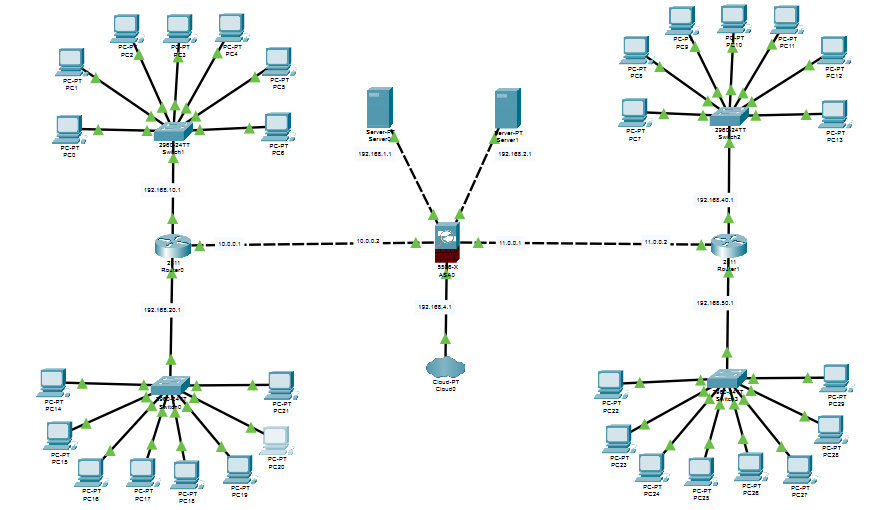 PC-PT
PC2
PC-PT
PC3
PC-PT
PC4
PC-PT
PC1
PC-PT
PC5
PC-PT
PC0
PC-PT
PC6
2960-24TT
Switch1
192.168.10.1
Router0
192.168.20.1
Switch0
PC-PT
PC14
PC-PT
PC15
PC-PT
PC16
PC-PT
PC17
PC-PT
PC18
PC-PT
PC19
PC-PT
PC20
PC-PT
PC21
Server-PT
Server0
192.168.1.1
Server-PT
Server1
192.168.2.1
10.0.0.1
10.0.0.2
ASA0
11.0.0.1
11.0.0.2
192.168.4.1
Cloud-PT
Cloud0
PC-PT
PC9
PC-PT
PC10
PC-PT
PC11
PC-PT
PC8
PC-PT
PC12
PC-PT
PC7
PC-PT
PC13
2960-24TT
Switch2
192.168.40.1
Router1
192.168.50.1
PC-PT
PC22
PC-PT
PC23
PC-PT
PC24
PC-PT
PC25
PC-PT
PC26
PC-PT
PC27
PC-PT
PC28
PC-PT
PC29